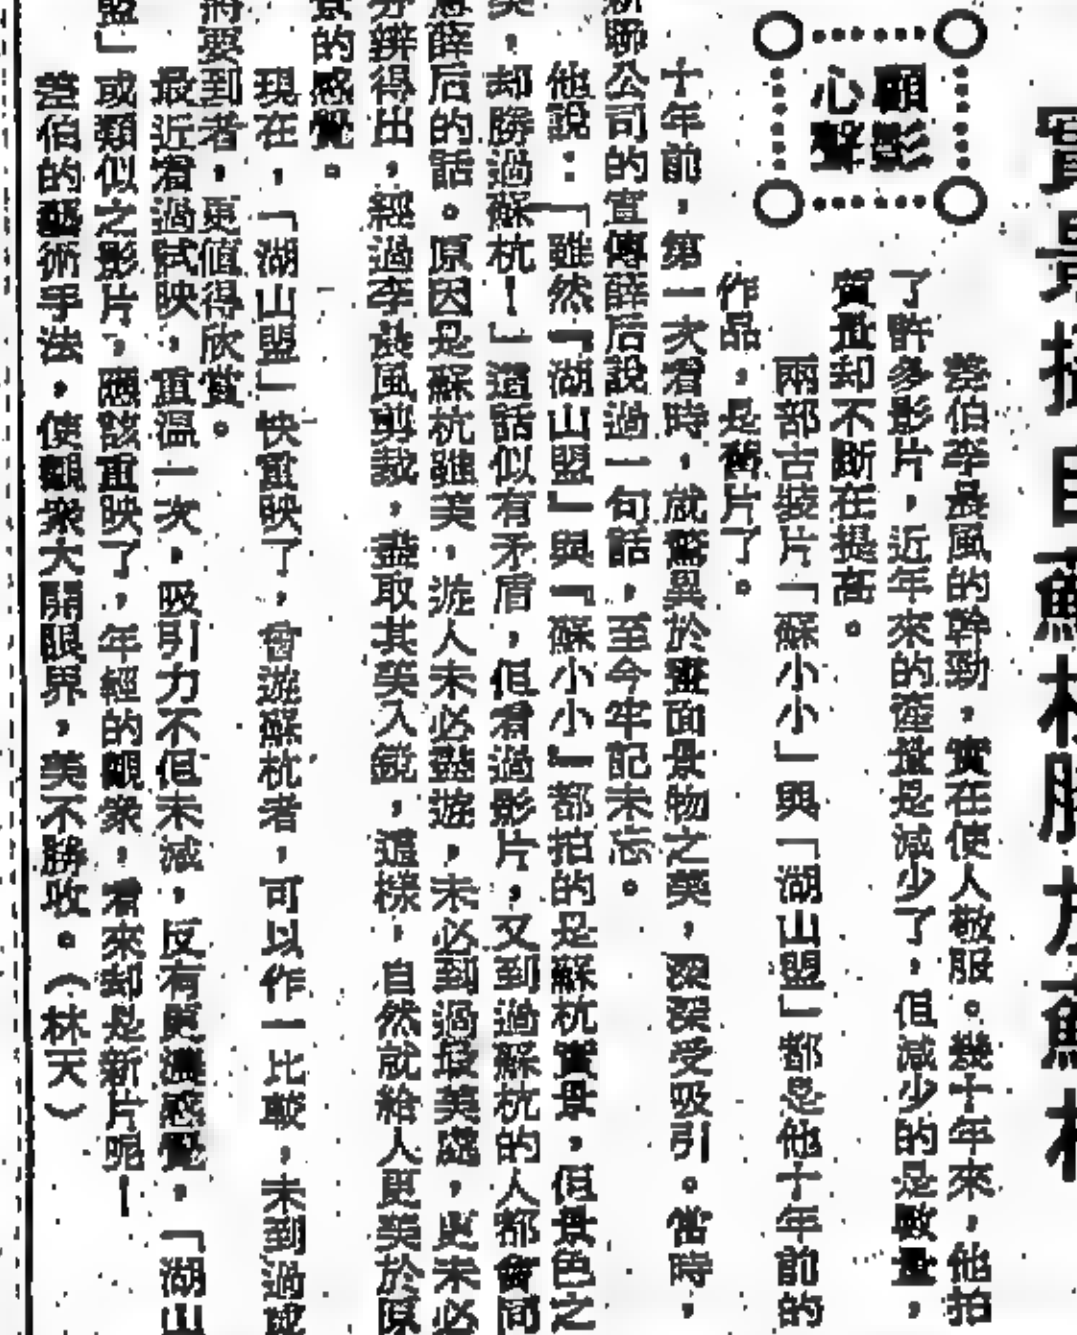 實景攝自蘇杭勝於蘇杭
顧影
心聲
差伯李晨風的幹勁，實在使人敬服。幾十年來，他拍
了許多影片，近年來的產量是減少了，但減少的是數量，
質量却不斷在提高。
兩部古裝片「蘇小小」與「湖山盟」都是他十年前的
作品，是舊片了。
十年前，第一次看時，就驚異於畫面景物之美，深深受吸引。當時，
新聯公司的宣傳薛后說過一句話，至今牢記未忘。
他說：「雖然『湖山盟』與『蘇小小』都拍的是蘇杭實景，但景色之
美，却勝過蘇杭！」這話似有矛盾，但看過影片，又到過蘇杭的人都會同
意薛后的話。原因是蘇杭雖美，遊人未必盡遊，未必到過最美處，更未必
分辨得出，經過李晨風剪裁，盡取其美入鏡，這樣，自然就給人更美於原
景的感覺。
現在，「湖山盟」快重映了，曾遊蘇杭者，可以作一比較，未到過或
將要到者，更值得欣賞。
最近看過試映，重溫一次，吸引力不但未減，反有更濃感覺，「湖山
盟」或類似之影片，應該重映了，年輕的觀衆，看來却是新片呢！
差伯的藝術手法，使觀衆大開眼界，美不勝收。（林天）